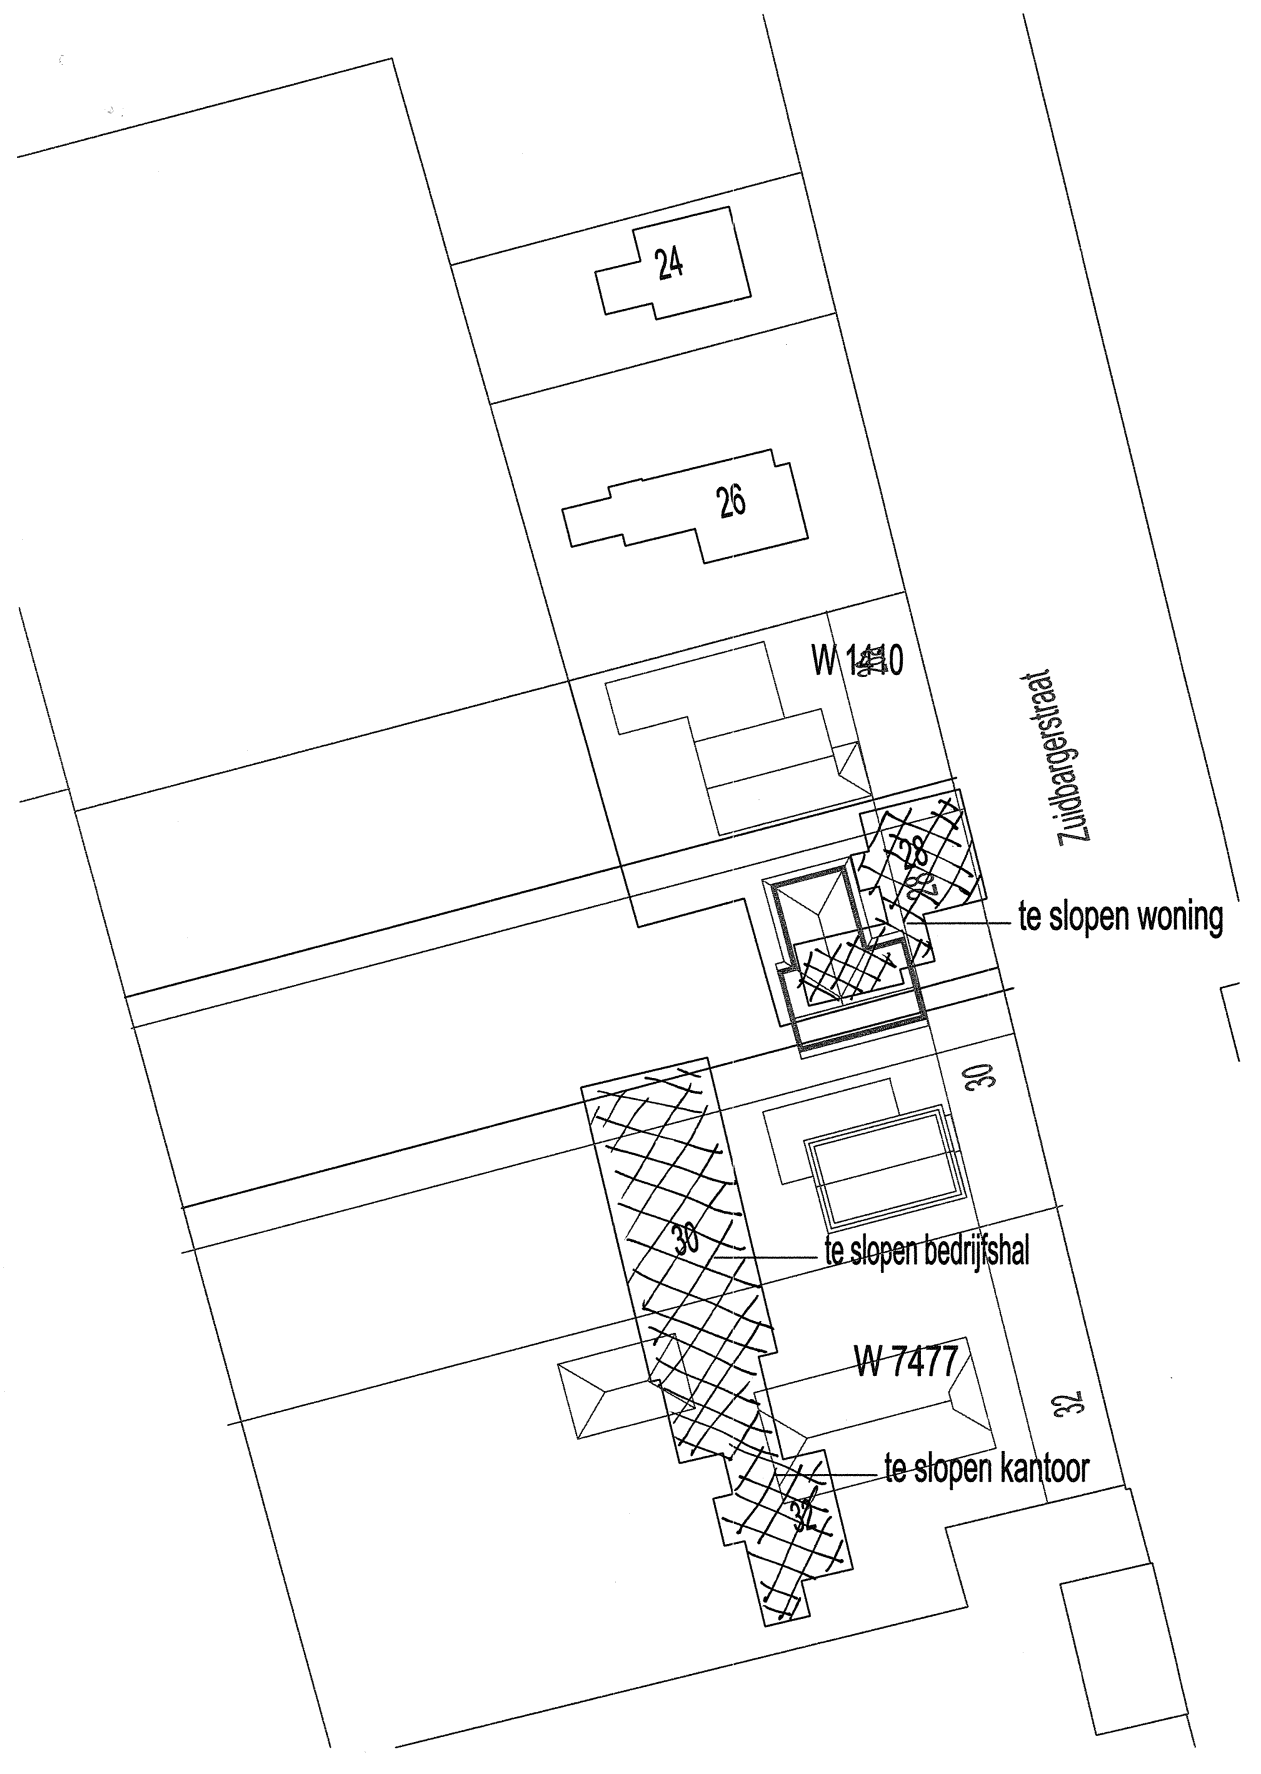 24
26
W 1410
Zuidbargerstraat
28
28
te slopen woning
30
30
te slopen bedrijfshal
W 7477
32
te slopen kantoor
32